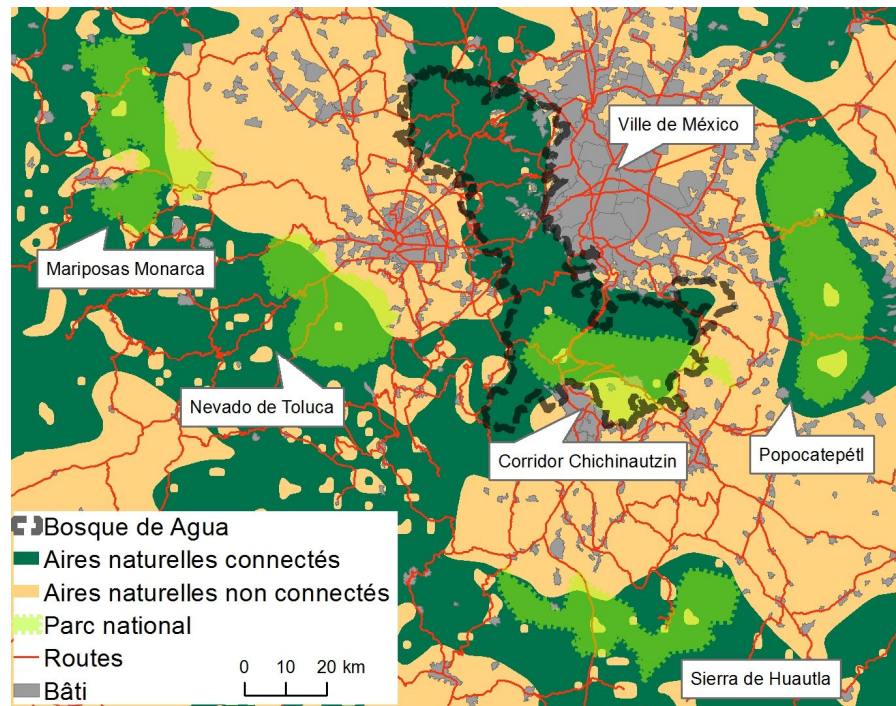 Ville de México
Mariposas Monarca
Nevado de Toluca
Corridor Chichinautzin
Popocatepétl
Bosque de Agua
Aires naturelles connectés
Aires naturelles non connectés
Parc national
Routes
0 10 20 km
Bâti
Sierra de Huautla